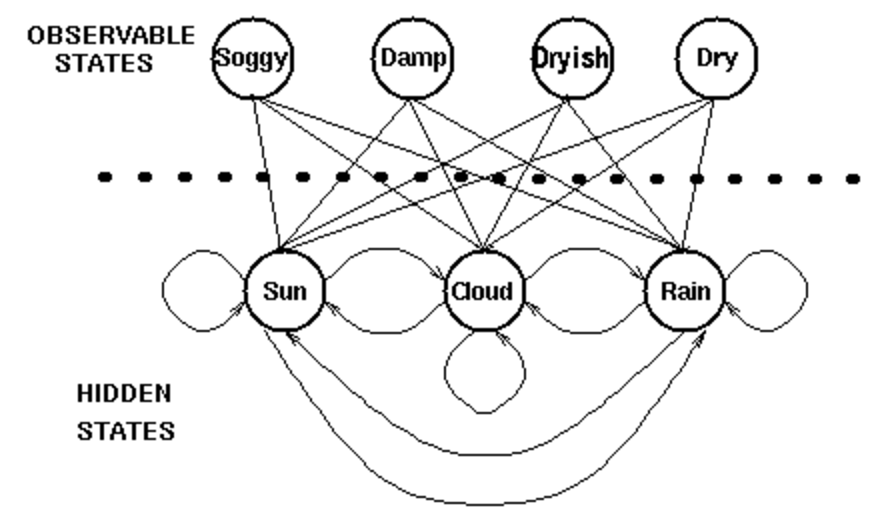 OBSERVABLE
STATES
Soggy
Damp
Dryish
Dry
Sun
Cloud
Rain
HIDDEN
STATES